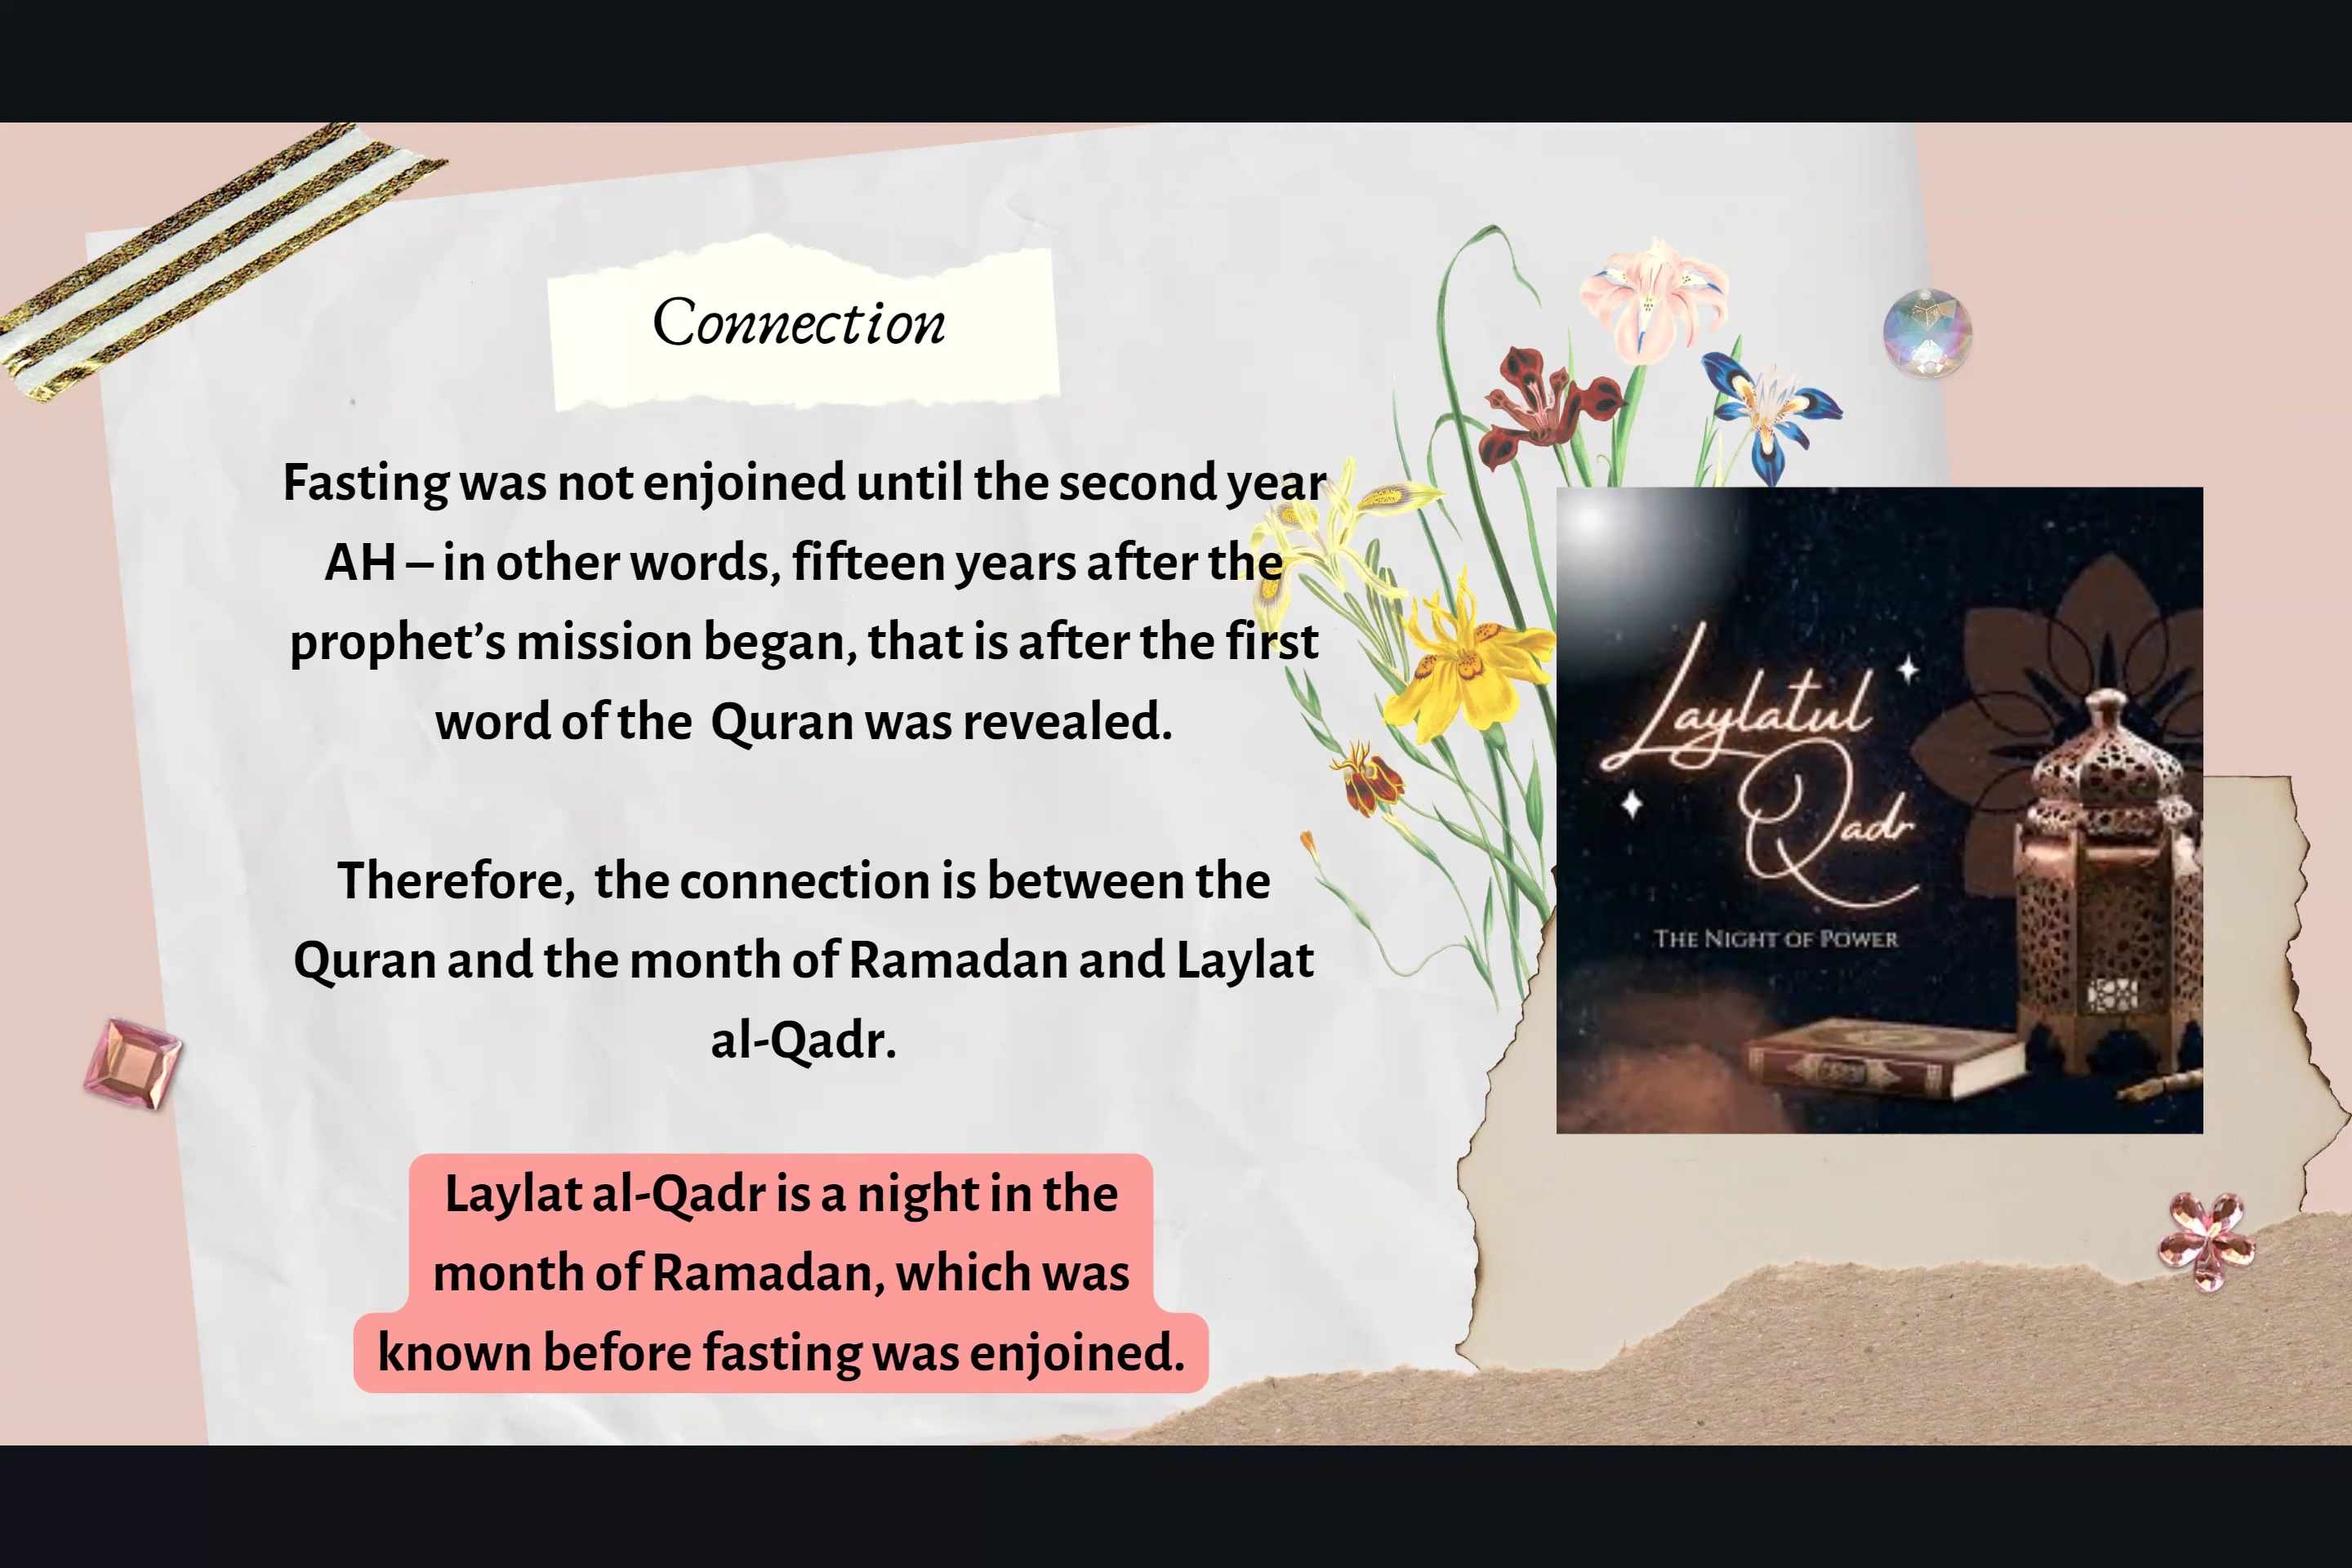 Connection
Fasting was not enjoined until the second year
AH – in other words, fifteen years after the
prophet's mission began, that is after the first
word of the  Quran was revealed.
Therefore,  the connection is between the
Quran and the month of Ramadan and Laylat
al-Qadr.
Laylat al-Qadr is a night in the
month of Ramadan, which was
known before fasting was enjoined.
Laylatul
Qadr
THE NIGHT OF POWER